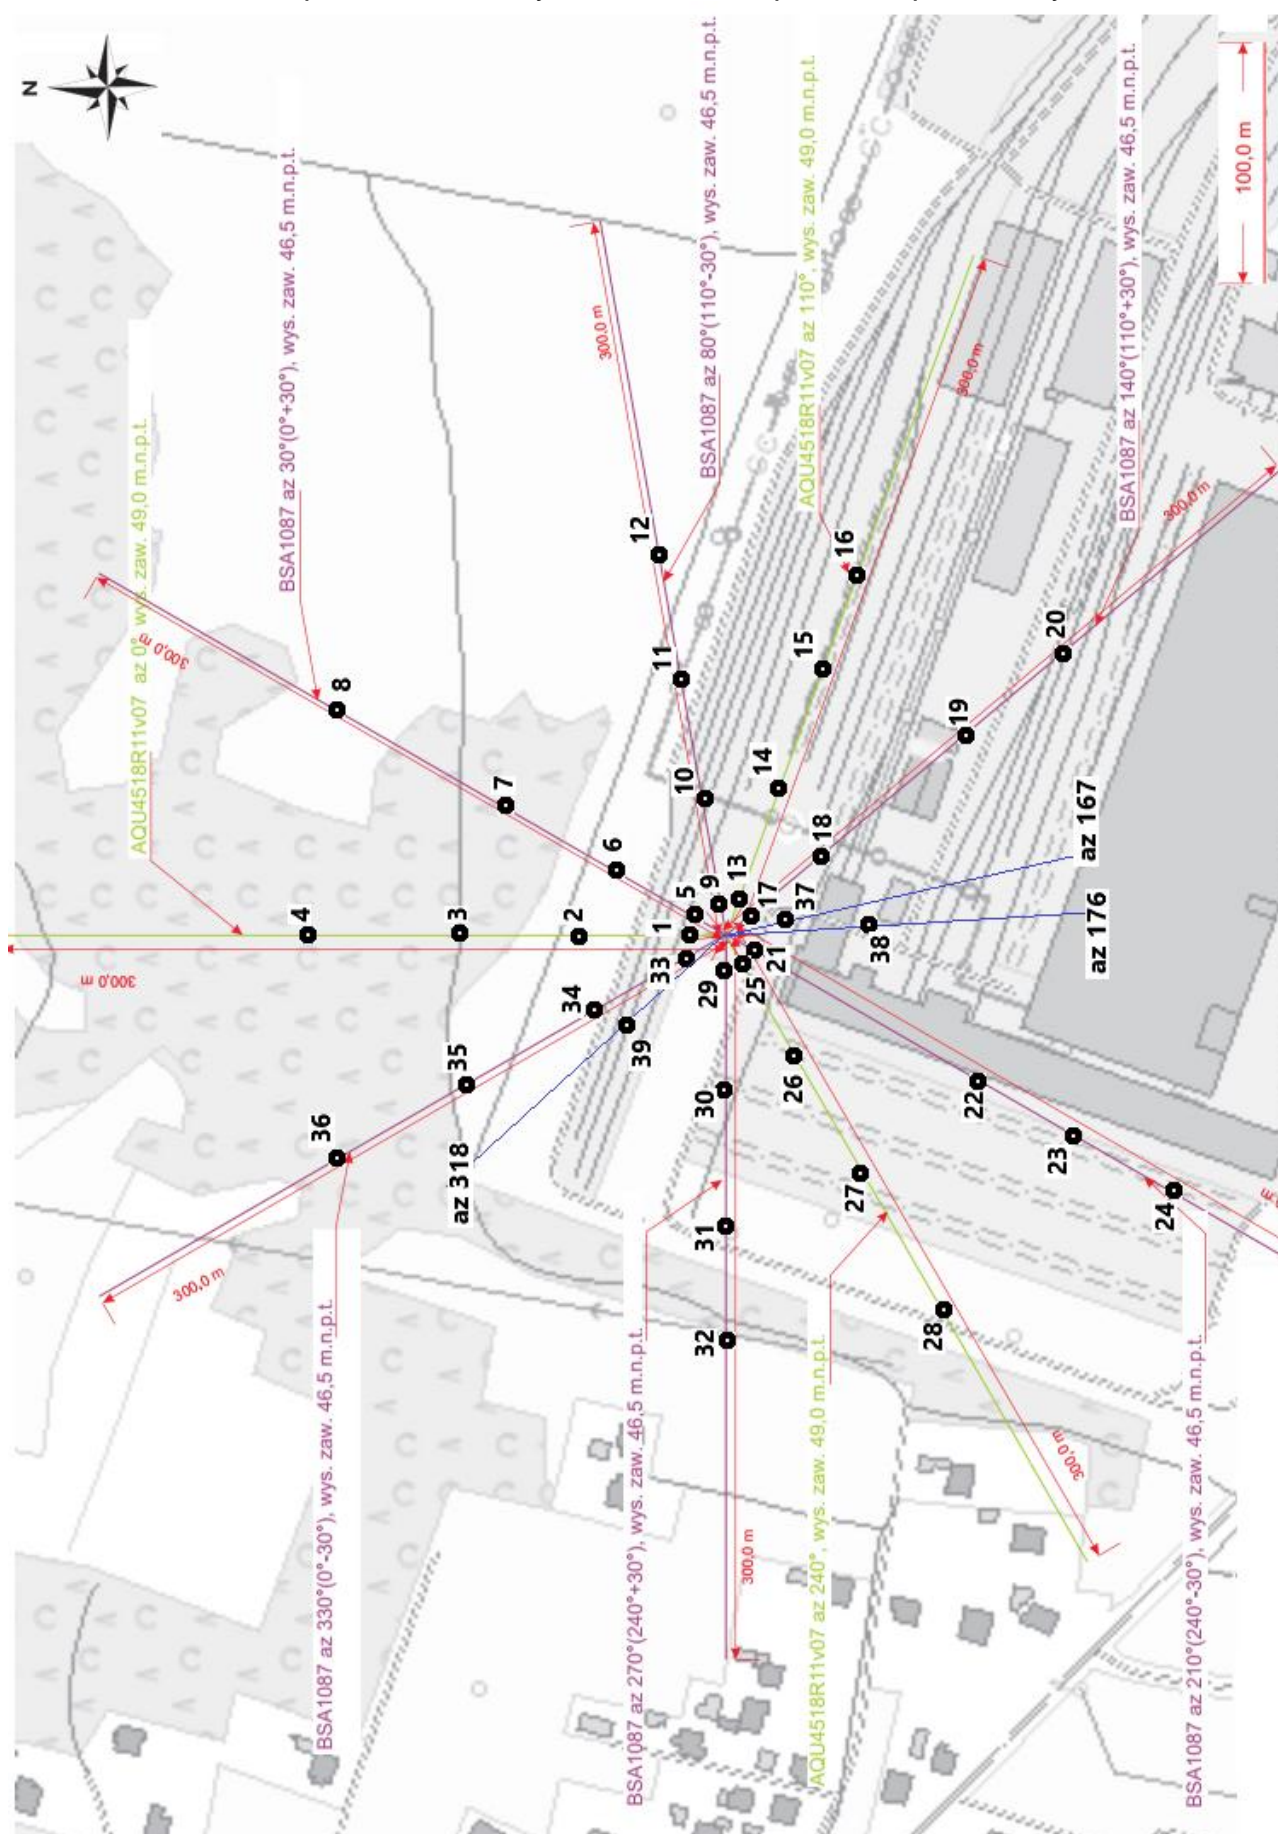 N
BSA1087 az 30°(0°+30°), wys. zaw. 46,5 m.n.p.t.
AQU4518R11v07 az 0° wys. zaw. 49,0 m.n.p.t.
BSA1087 az 80°(110°-30°), wys. zaw. 46,5 m.n.p.t.
AQU4518R11v07 az 110°, wys. zaw. 49,0 m.n.p.t.
BSA1087 az 140°(110°+30°), wys. zaw. 46,5 m.n.p.t.
100,0 m
300,0 m
300,0 m
300,0 m
300,0 m
300,0 m
8
7
6
5
4
3
2
1
12
11
10
9
16
15
14
13
20
19
18
17
37
38
az 167
az 176
33
34
35
36
39
az 318
29
30
31
32
25
26
27
28
21
22
23
24
300,0 m
300,0 m
300,0 m
m
BSA1087 az 330°(0°-30°), wys. zaw. 46,5 m.n.p.t.
BSA1087 az 270°(240°+30°), wys. zaw. 46,5 m.n.p.t.
AQU4518R11v07 az 240°, wys. zaw. 49,0 m.n.p.t.
BSA1087 az 210°(240°-30°), wys. zaw. 46,5 m.n.p.t.